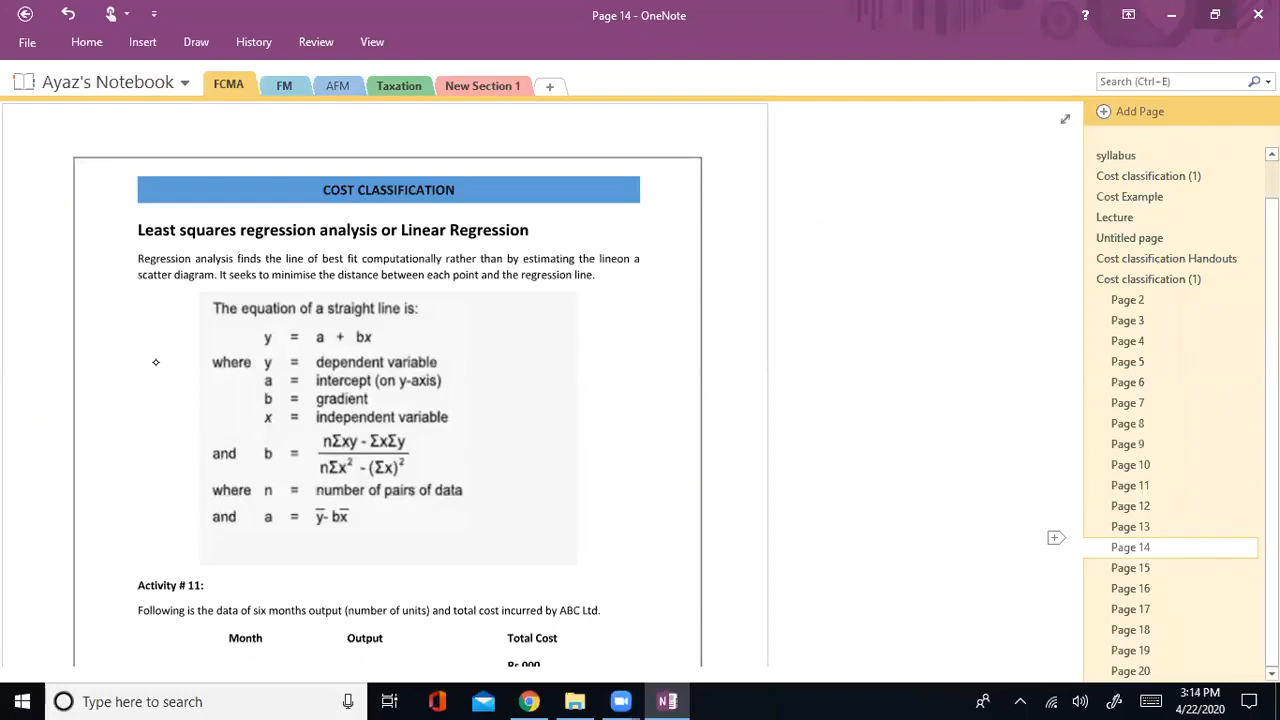 Page 14 - OneNote
?
File Home Insert Draw History Review View
Ayaz's Notebook FCMA FM AFM Taxation New Section 1 + Search (Ctrl+E)
Add Page
syllabus
Cost classification (1)
Cost Example
Lecture
Untitled page
Cost classification Handouts
Cost classification (1)
Page 2
Page 3
Page 4
Page 5
Page 6
Page 7
Page 8
Page 9
Page 10
Page 11
Page 12
Page 13
Page 14
Page 15
Page 16
Page 17
Page 18
Page 19
Page 20
COST CLASSIFICATION
Least squares regression analysis or Linear Regression
Regression analysis finds the line of best fit computationally rather than by estimating the lineon a
scatter diagram. It seeks to minimise the distance between each point and the regression line.
The equation of a straight line is:
y = a + bx
where y = dependent variable
a = intercept (on y-axis)
b = gradient
x = independent variable
and b = nΣxy - ΣxΣy
nΣx² - (Σx)²
where n = number of pairs of data
and a = y̅- bx̅
Activity # 11:
Following is the data of six months output (number of units) and total cost incurred by ABC Ltd.
Month Output Total Cost
Rs 000
Type here to search
3:14 PM
4/22/2020